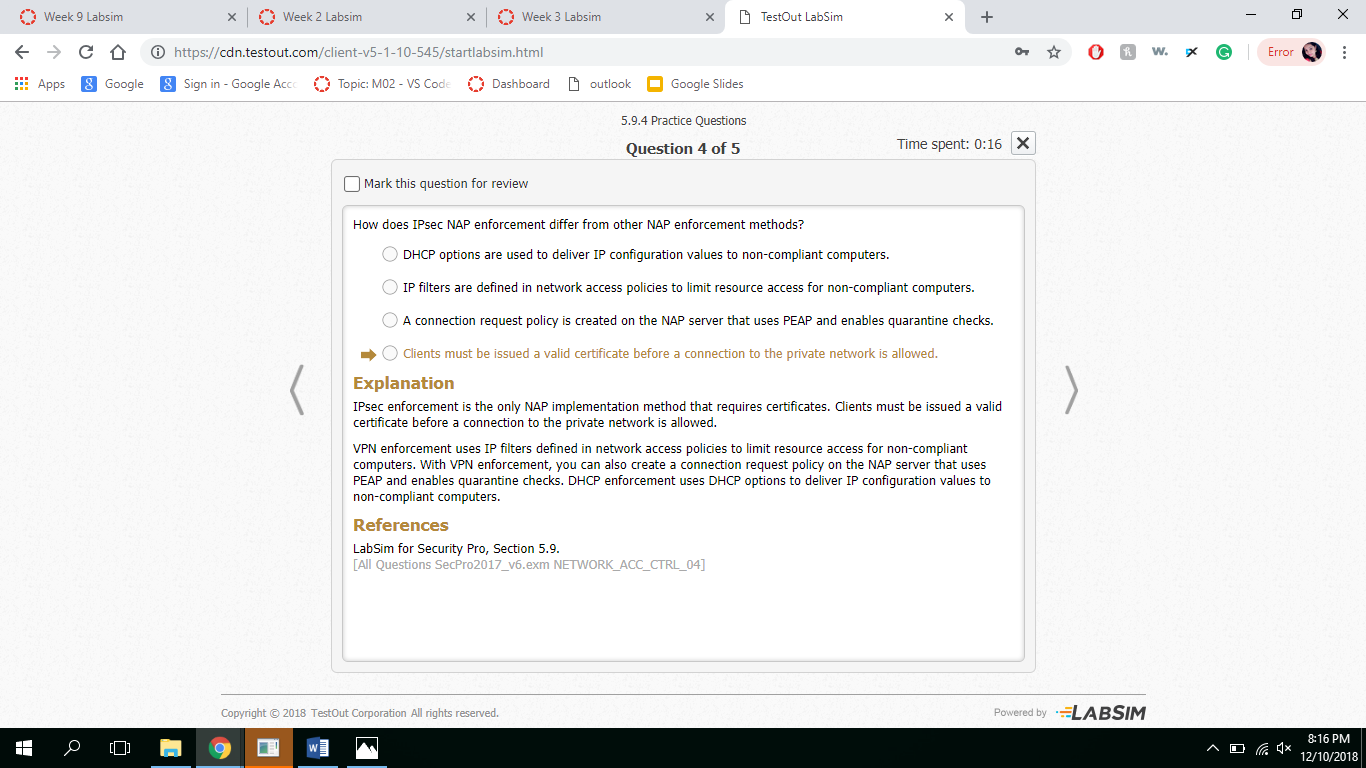 Week 9 Labsim
Week 2 Labsim
Week 3 Labsim
TestOut LabSim
https://cdn.testout.com/client-v5-1-10-545/startlabsim.html
Error
Apps
Google
Sign in - Google Acco
Topic: M02 - VS Code
Dashboard
outlook
Google Slides
5.9.4 Practice Questions
Question 4 of 5
Time spent: 0:16
Mark this question for review
How does IPsec NAP enforcement differ from other NAP enforcement methods?
DHCP options are used to deliver IP configuration values to non-compliant computers.
IP filters are defined in network access policies to limit resource access for non-compliant computers.
A connection request policy is created on the NAP server that uses PEAP and enables quarantine checks.
Clients must be issued a valid certificate before a connection to the private network is allowed.
Explanation
IPsec enforcement is the only NAP implementation method that requires certificates. Clients must be issued a valid
certificate before a connection to the private network is allowed.
VPN enforcement uses IP filters defined in network access policies to limit resource access for non-compliant
computers. With VPN enforcement, you can also create a connection request policy on the NAP server that uses
PEAP and enables quarantine checks. DHCP enforcement uses DHCP options to deliver IP configuration values to
non-compliant computers.
References
LabSim for Security Pro, Section 5.9.
[All Questions SecPro2017_v6.exm NETWORK_ACC_CTRL_04]
Copyright © 2018 TestOut Corporation All rights reserved.
Powered by LABSIM
8:16 PM
12/10/2018